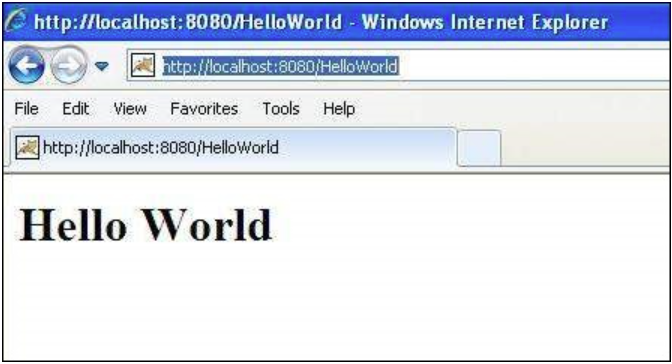 http://localhost:8080/HelloWorld - Windows Internet Explorer
http://localhost:8080/HelloWorld
File Edit View Favorites Tools Help
http://localhost:8080/HelloWorld
Hello World